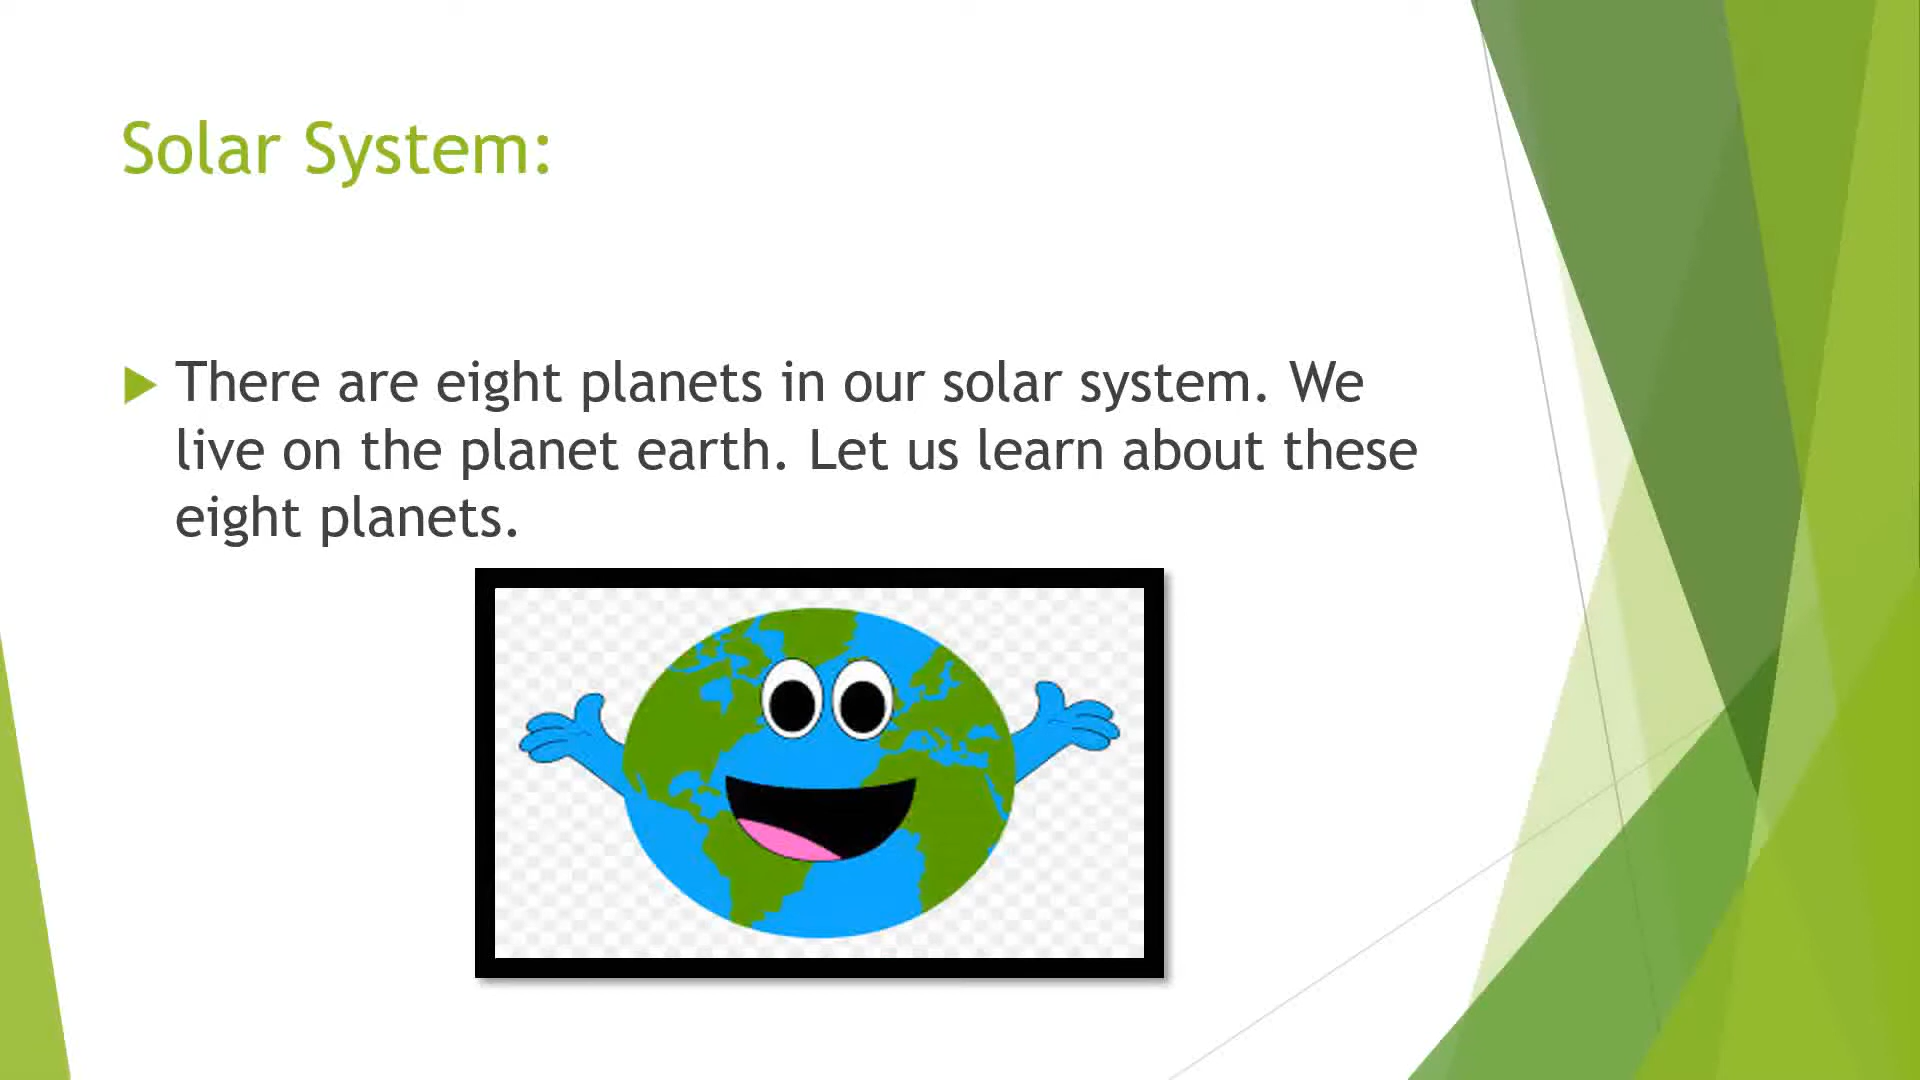 Solar System:
There are eight planets in our solar system. We
live on the planet earth. Let us learn about these
eight planets.